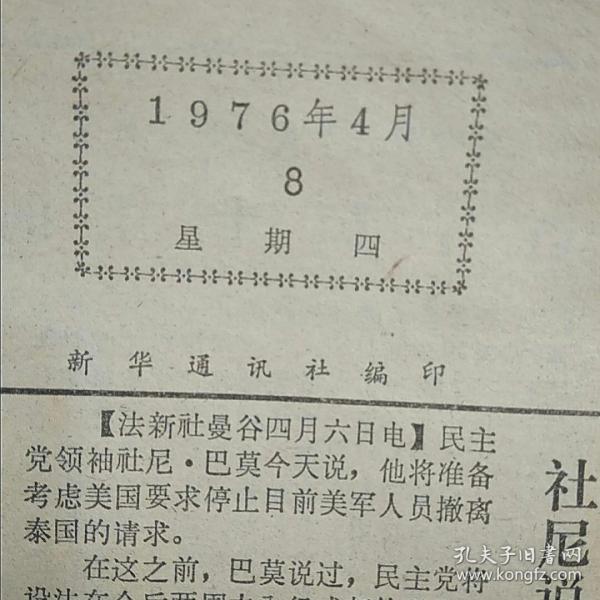 1976年4月
8
星期四
新华通讯社编印
【法新社曼谷四月六日电】民主
党领袖社尼·巴莫今天说，他将准备
考虑美国要求停止目前美军人员撤离
泰国的请求。
在这之前，巴莫说过，民主党将
社尼说
孔夫子旧书网
www.kongfz.com